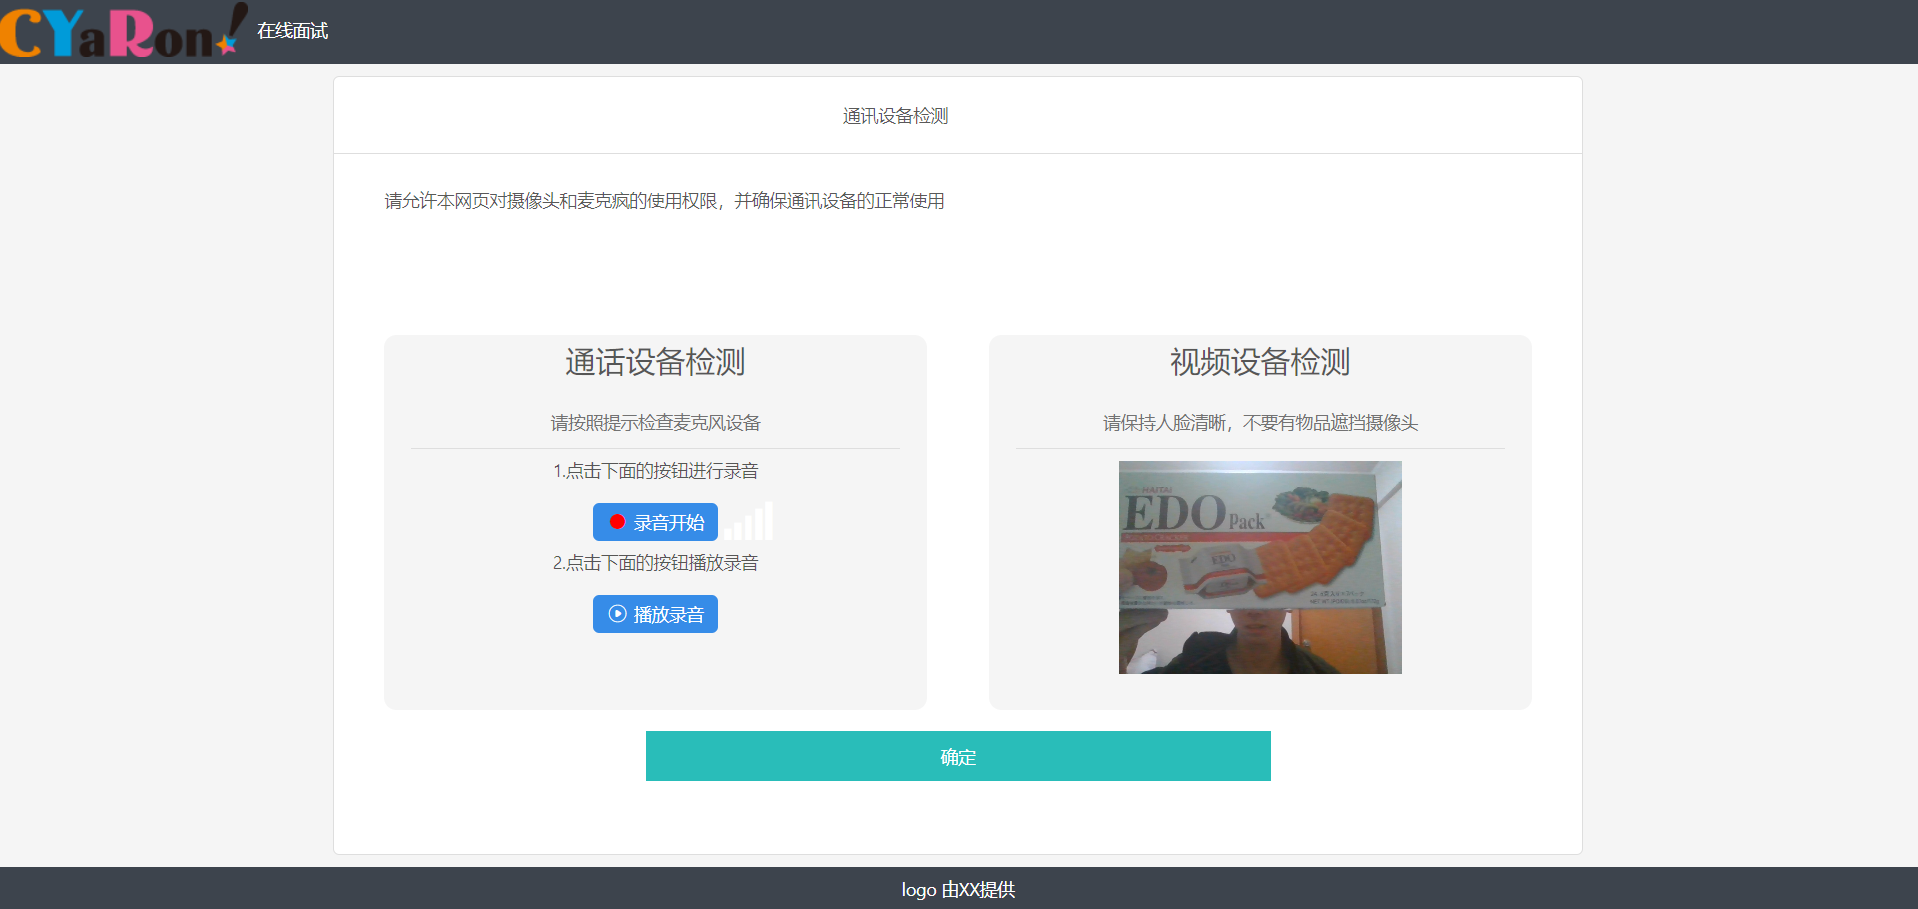 CYaRon!
在线面试
通讯设备检测
请允许本网页对摄像头和麦克疯的使用权限，并确保通讯设备的正常使用
通话设备检测
请按照提示检查麦克风设备
1.点击下面的按钮进行录音
录音开始
2.点击下面的按钮播放录音
播放录音
视频设备检测
请保持人脸清晰，不要有物品遮挡摄像头
HAITAI
EDO Pack
EDO
确定
logo 由XX提供